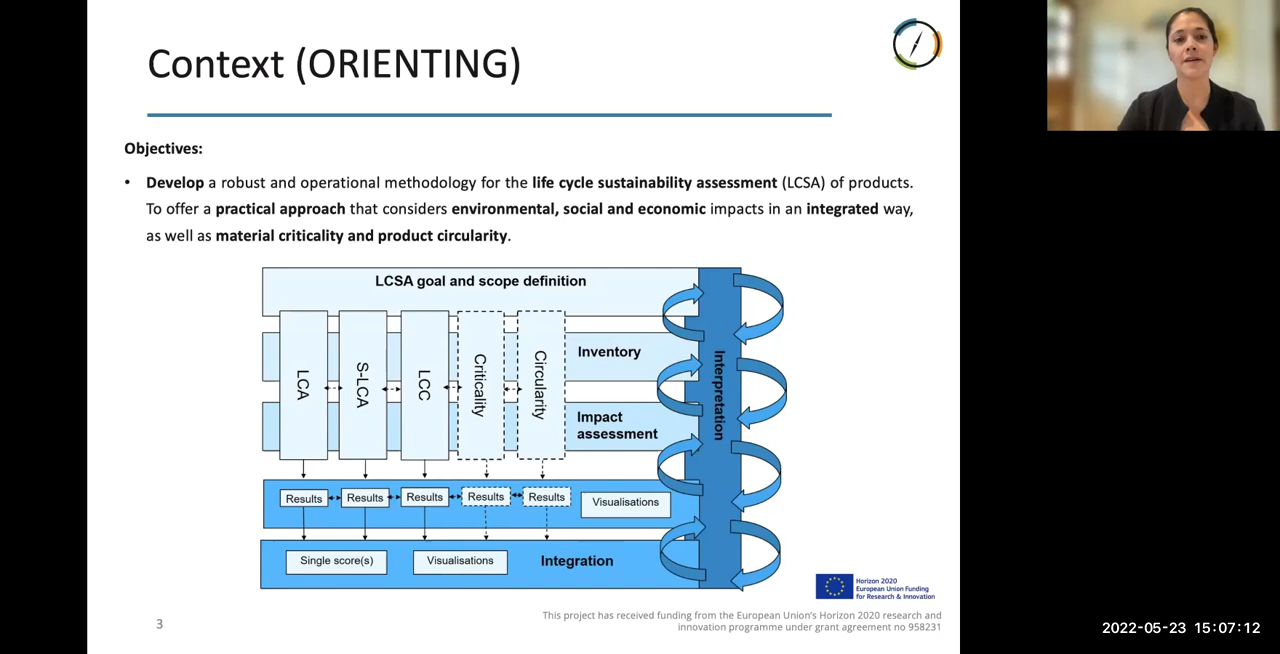 Context (ORIENTING)
Objectives:
• Develop a robust and operational methodology for the life cycle sustainability assessment (LCSA) of products.
To offer a practical approach that considers environmental, social and economic impacts in an integrated way,
as well as material criticality and product circularity.
LCSA goal and scope definition
LCA
S-LCA
LCC
Criticality
Circularity
Inventory
Impact
assessment
Interpretation
Results
Results
Results
Results
Results
Visualisations
Single score(s)
Visualisations
Integration
Horizon 2020
European Union Funding
for Research & Innovation
3
This project has received funding from the European Union's Horizon 2020 research and
innovation programme under grant agreement no 958231
2022-05-23 15:07:12